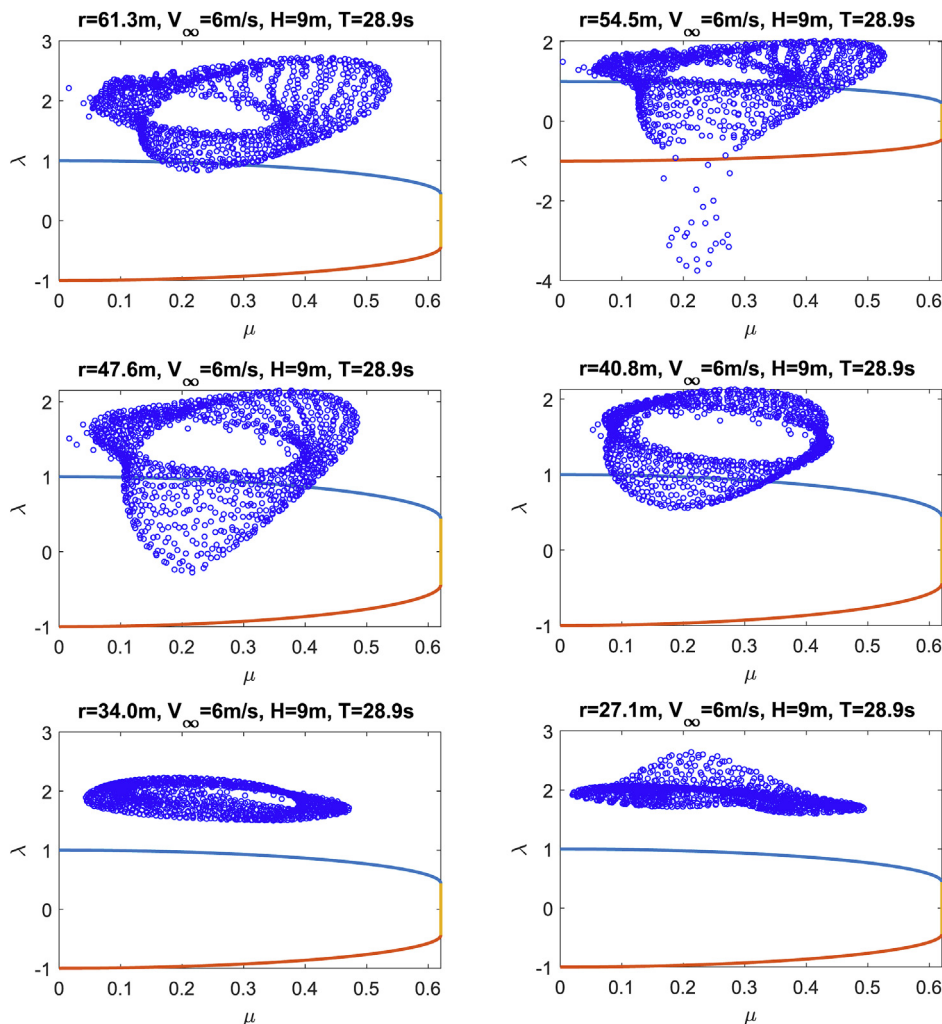 r=61.3m, V∞=6m/s, H=9m, T=28.9s
3
2
1
0
-1
λ
0 0.1 0.2 0.3 0.4 0.5 0.6
μ
r=54.5m, V∞=6m/s, H=9m, T=28.9s
2
0
-2
-4
λ
0 0.1 0.2 0.3 0.4 0.5 0.6
μ
r=47.6m, V∞=6m/s, H=9m, T=28.9s
2
1
0
-1
λ
0 0.1 0.2 0.3 0.4 0.5 0.6
μ
r=40.8m, V∞=6m/s, H=9m, T=28.9s
2
1
0
-1
λ
0 0.1 0.2 0.3 0.4 0.5 0.6
μ
r=34.0m, V∞=6m/s, H=9m, T=28.9s
3
2
1
0
-1
λ
0 0.1 0.2 0.3 0.4 0.5 0.6
μ
r=27.1m, V∞=6m/s, H=9m, T=28.9s
3
2
1
0
-1
λ
0 0.1 0.2 0.3 0.4 0.5 0.6
μ